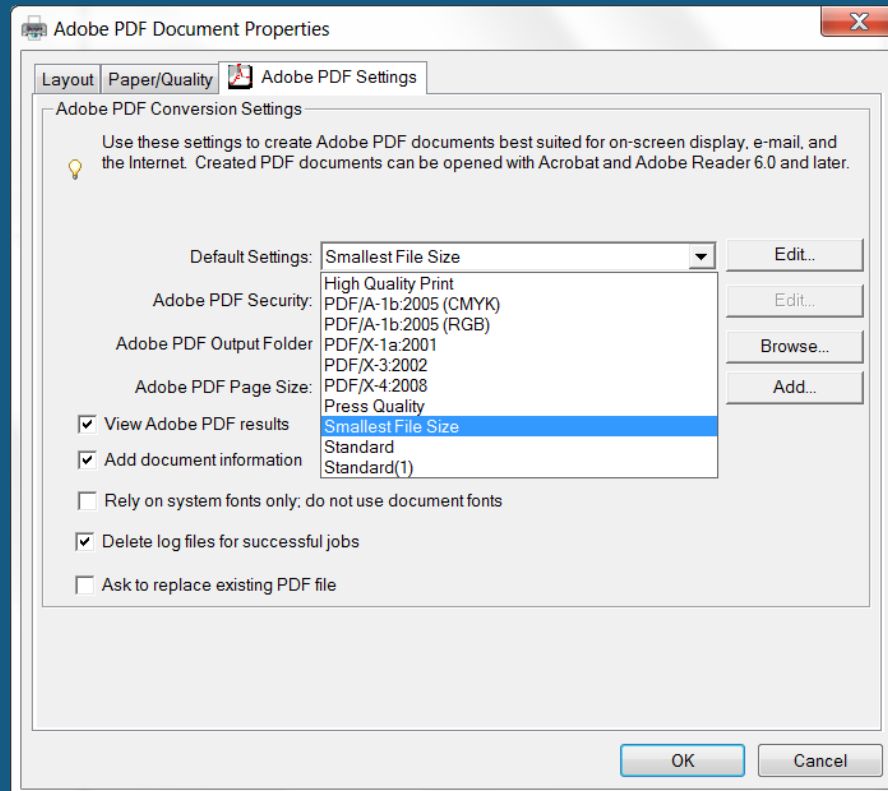 Adobe PDF Document Properties
X
Layout Paper/Quality Adobe PDF Settings
Adobe PDF Conversion Settings
Use these settings to create Adobe PDF documents best suited for on-screen display, e-mail, and
the Internet. Created PDF documents can be opened with Acrobat and Adobe Reader 6.0 and later.
Default Settings: Smallest File Size Edit...
High Quality Print
Adobe PDF Security: PDF/A-1b:2005 (CMYK) Edit...
PDF/A-1b:2005 (RGB)
Adobe PDF Output Folder PDF/X-1a:2001 Browse...
PDF/X-3:2002
Adobe PDF Page Size: PDF/X-4:2008 Add...
Press Quality
View Adobe PDF results Smallest File Size
Standard
Add document information Standard(1)
Rely on system fonts only; do not use document fonts
Delete log files for successful jobs
Ask to replace existing PDF file
OK Cancel